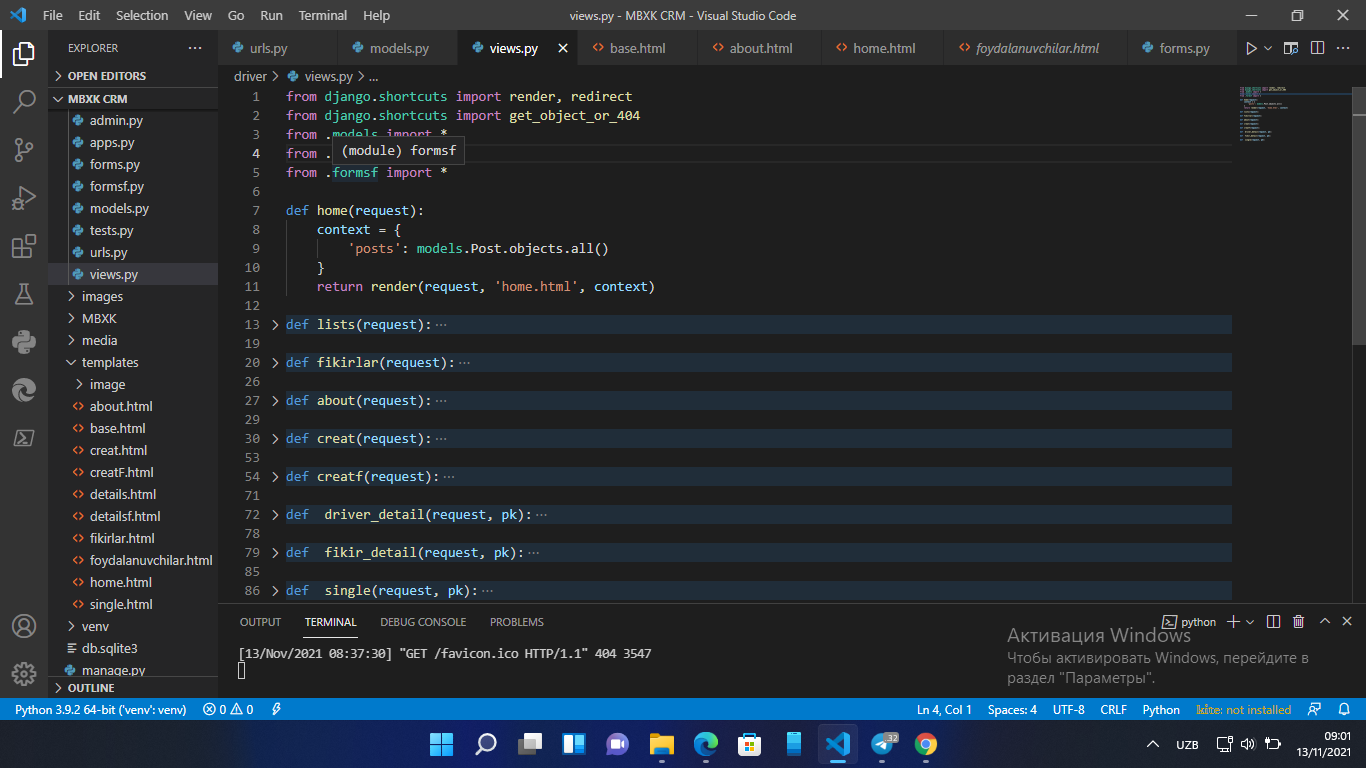 File Edit Selection View Go Run Terminal Help
views.py - MBXK CRM - Visual Studio Code
EXPLORER ···
OPEN EDITORS
MBXK CRM
admin.py
apps.py
forms.py
formsf.py
models.py
tests.py
urls.py
views.py
images
MBXK
media
templates
image
about.html
base.html
creat.html
creatF.html
details.html
detailsf.html
fikirlar.html
foydalanuvchilar.html
home.html
single.html
venv
db.sqlite3
manage.py
OUTLINE
urls.py models.py views.py base.html about.html home.html foydalanuvchilar.html forms.py
driver > views.py > ...
1 from django.shortcuts import render, redirect
2 from django.shortcuts import get_object_or_404
3 from .models import *
(module) formsf
4 from .
5 from .formsf import *
6
7 def home(request):
8 context = {
9 'posts': models.Post.objects.all()
10 }
11 return render(request, 'home.html', context)
12
13 def lists(request): ···
19
20 def fikirlar(request): ···
26
27 def about(request): ···
29
30 def creat(request): ···
53
54 def creatf(request): ···
71
72 def driver_detail(request, pk): ···
78
79 def fikir_detail(request, pk): ···
85
86 def single(request, pk): ···
OUTPUT TERMINAL DEBUG CONSOLE PROBLEMS
python
[13/Nov/2021 08:37:30] "GET /favicon.ico HTTP/1.1" 404 3547
Активация Windows
Чтобы активировать Windows, перейдите в
раздел "Параметры".
Python 3.9.2 64-bit ('venv': venv) 0 0
Ln 4, Col 1 Spaces: 4 UTF-8 CRLF Python kite: not installed
32
UZB
09:01
13/11/2021